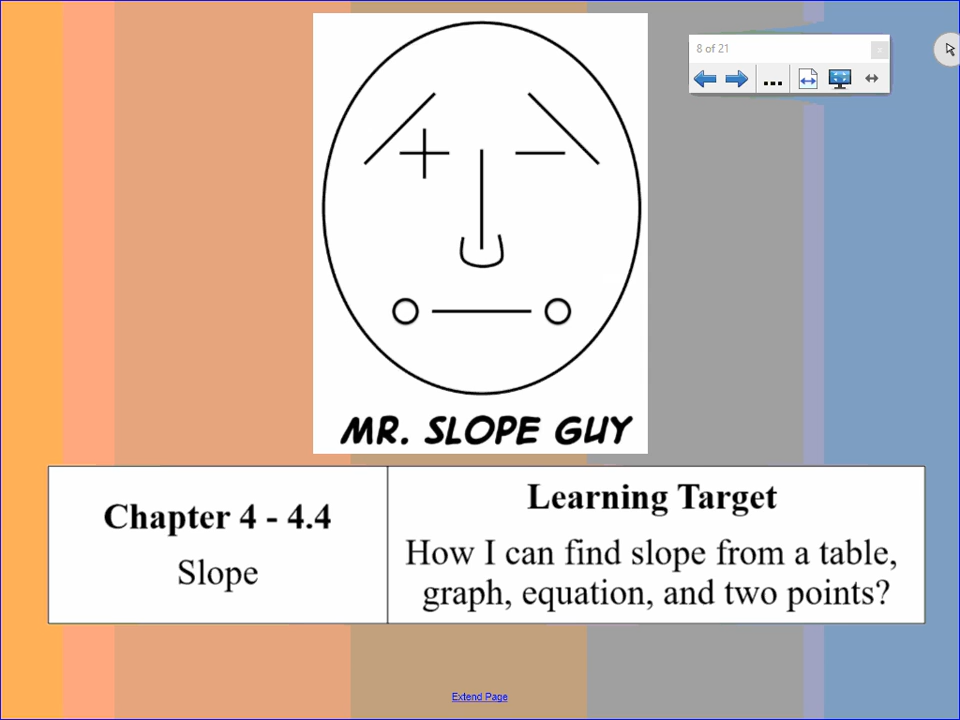 8 of 21
MR. SLOPE GUY
Chapter 4 - 4.4
Slope
Learning Target
How I can find slope from a table,
graph, equation, and two points?
Extend Page